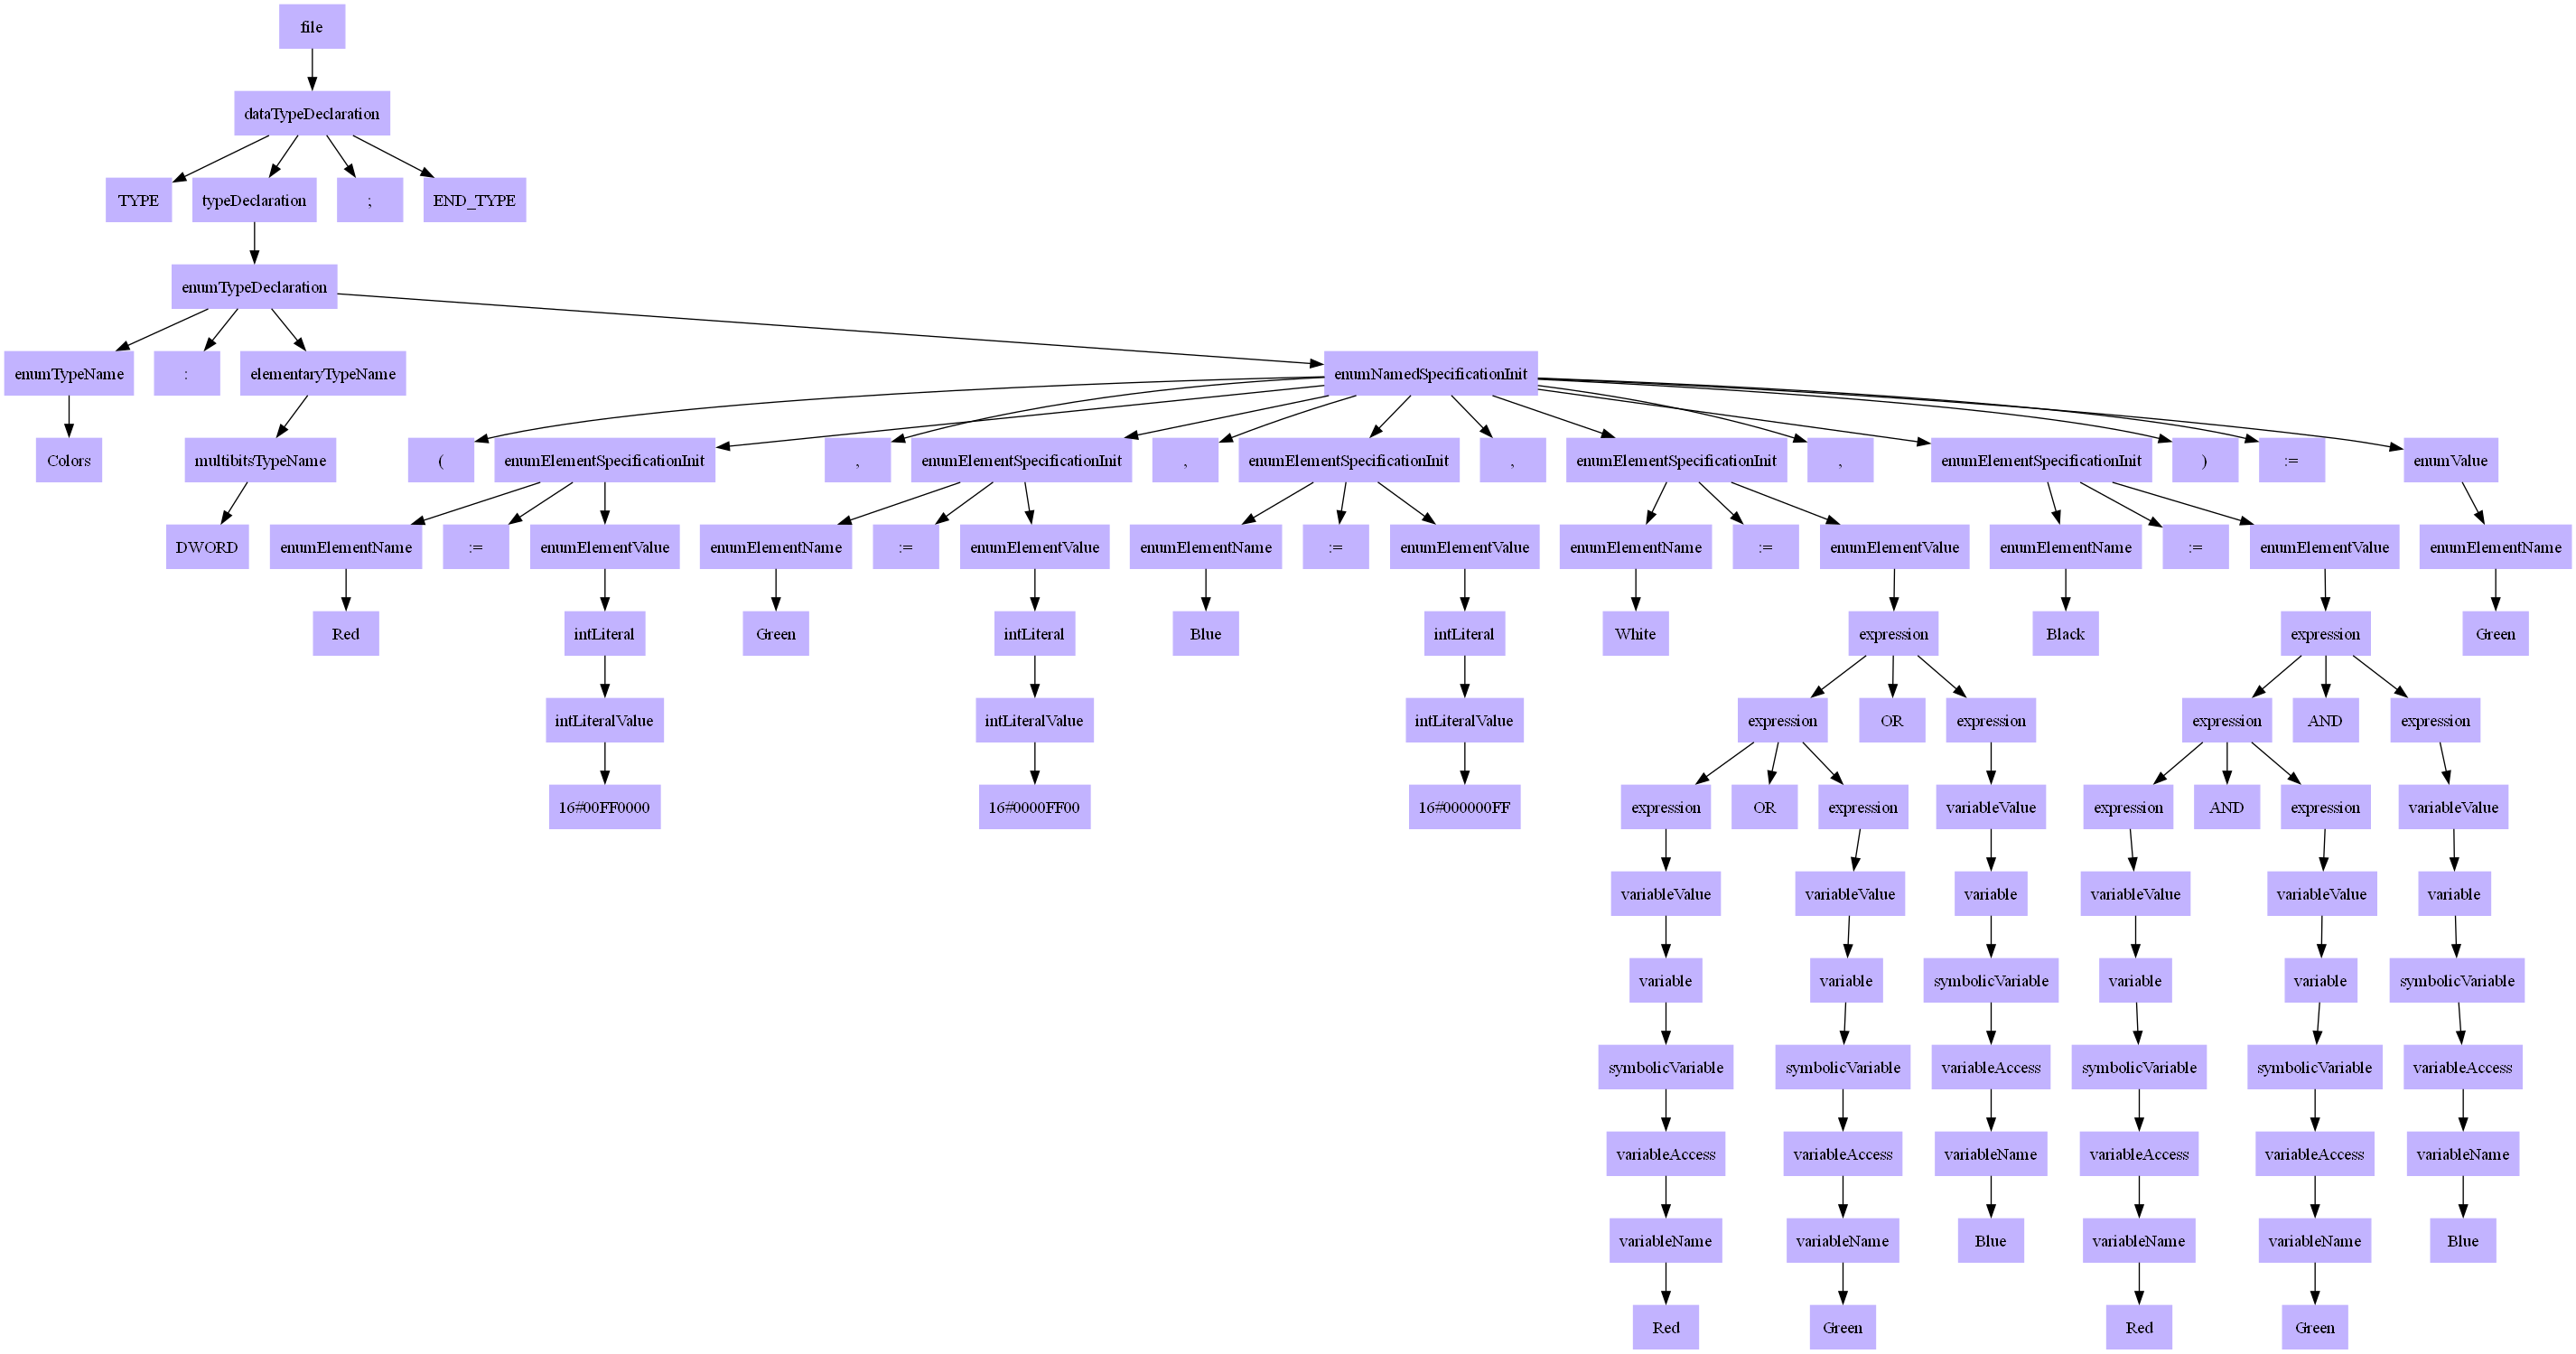 file
dataTypeDeclaration
TYPE typeDeclaration ; END_TYPE
enumTypeDeclaration
enumTypeName : elementaryTypeName enumNamedSpecificationInit
Colors multibitsTypeName ( enumElementSpecificationInit , enumElementSpecificationInit , enumElementSpecificationInit , enumElementSpecificationInit , enumElementSpecificationInit ) := enumValue
DWORD enumElementName := enumElementValue enumElementName := enumElementValue enumElementName := enumElementValue enumElementName := enumElementValue enumElementName := enumElementValue enumElementName
Red intLiteral Green intLiteral Blue intLiteral White expression Black expression Green
intLiteralValue intLiteralValue intLiteralValue expression OR expression expression AND expression
16#00FF0000 16#0000FF00 16#000000FF expression OR expression variableValue expression AND expression variableValue
variableValue variableValue variable variableValue variableValue variable
variable variable symbolicVariable variable variable symbolicVariable
symbolicVariable symbolicVariable variableAccess symbolicVariable symbolicVariable variableAccess
variableAccess variableAccess variableName variableAccess variableAccess variableName
variableName variableName Blue variableName variableName Blue
Red Green Red Green